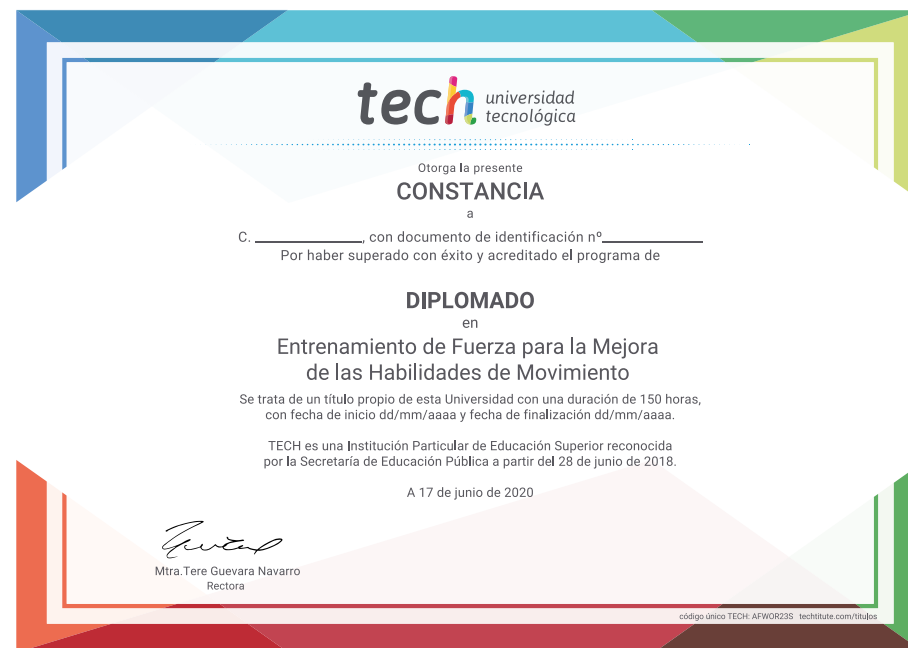 tech universidad
tecnológica
Otorga la presente
CONSTANCIA
a
C. ____________, con documento de identificación nº____________
Por haber superado con éxito y acreditado el programa de
DIPLOMADO
en
Entrenamiento de Fuerza para la Mejora
de las Habilidades de Movimiento
Se trata de un título propio de esta Universidad con una duración de 150 horas,
con fecha de inicio dd/mm/aaaa y fecha de finalización dd/mm/aaaa.
TECH es una Institución Particular de Educación Superior reconocida
por la Secretaría de Educación Pública a partir del 28 de junio de 2018.
A 17 de junio de 2020
Mtra.Tere Guevara Navarro
Rectora
código único TECH: AFWOR23S techtitute.com/titulos